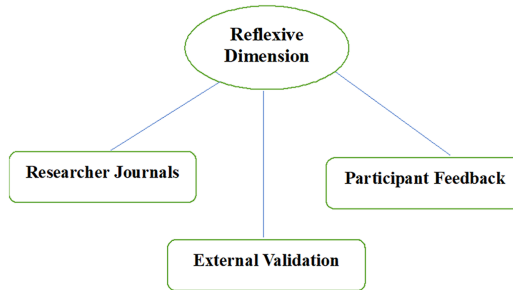 Reflexive
Dimension
Researcher Journals
Participant Feedback
External Validation